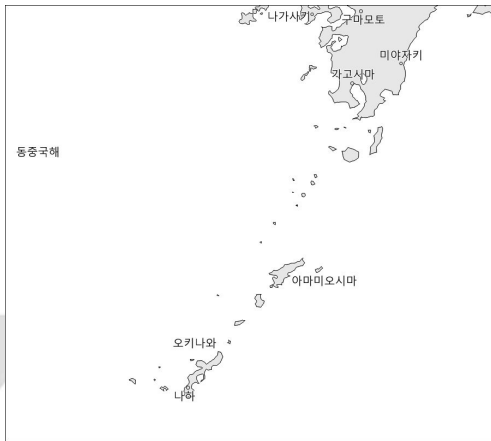 나가사키
구마모토
미야자키
가고시마
동중국해
아마미오시마
오키나와
나하